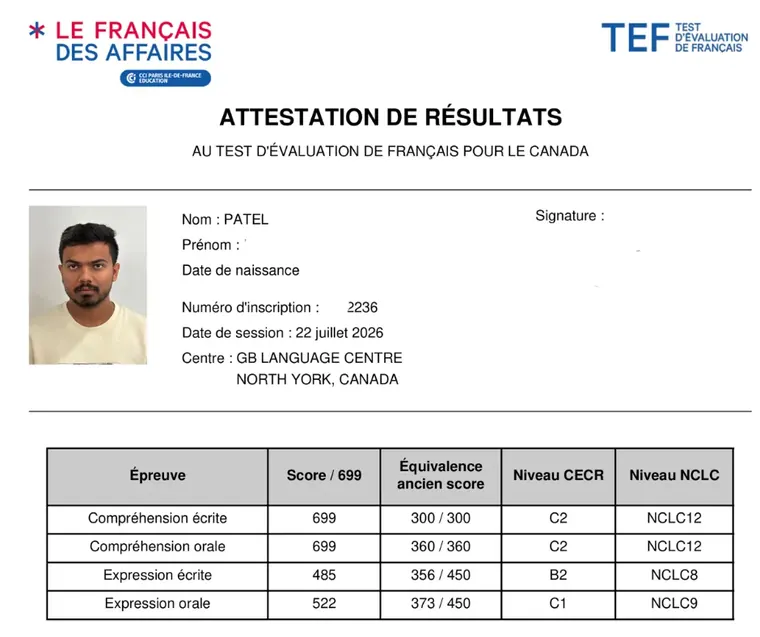 LE FRANÇAIS
DES AFFAIRES
CCI PARIS ILE-DE-FRANCE
EDUCATION
TEF TEST
D'ÉVALUATION
DE FRANÇAIS
ATTESTATION DE RÉSULTATS
AU TEST D'ÉVALUATION DE FRANÇAIS POUR LE CANADA
Nom : PATEL
Signature :
Prénom :
Date de naissance
Numéro d'inscription : 2236
Date de session : 22 juillet 2026
Centre : GB LANGUAGE CENTRE
NORTH YORK, CANADA
Épreuve Score / 699 Équivalence ancien score Niveau CECR Niveau NCLC
Compréhension écrite 699 300 / 300 C2 NCLC12
Compréhension orale 699 360 / 360 C2 NCLC12
Expression écrite 485 356 / 450 B2 NCLC8
Expression orale 522 373 / 450 C1 NCLC9